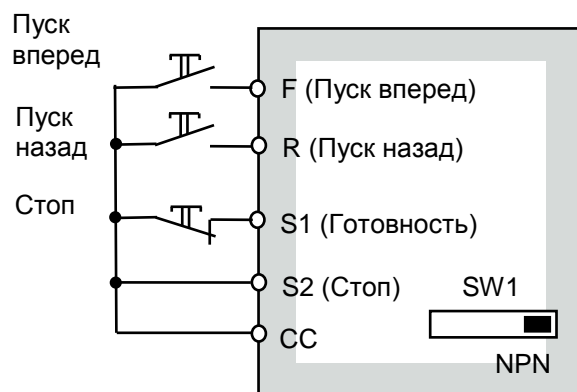 Пуск
вперед
F (Пуск вперед)
Пуск
назад
R (Пуск назад)
Стоп
S1 (Готовность)
S2 (Стоп)
SW1
CC
NPN